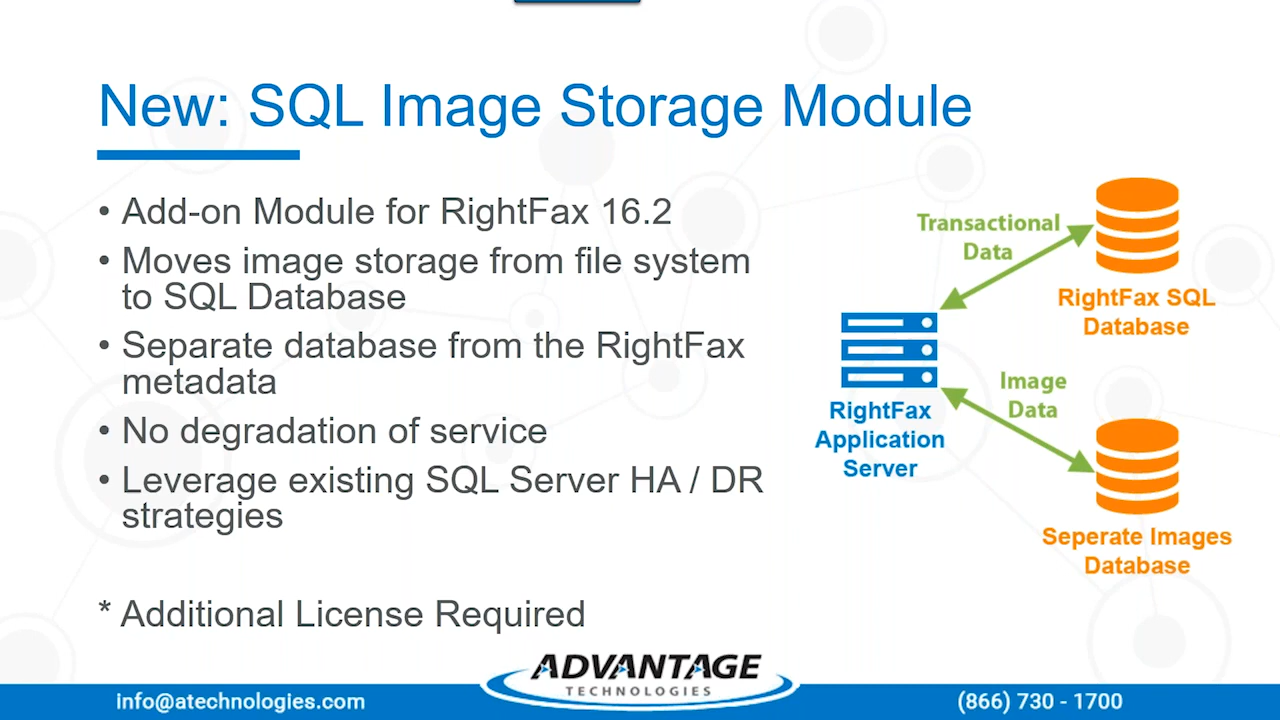 New: SQL Image Storage Module
• Add-on Module for RightFax 16.2
• Moves image storage from file system
to SQL Database
• Separate database from the RightFax
metadata
• No degradation of service
• Leverage existing SQL Server HA / DR
strategies
* Additional License Required
Transactional
Data
RightFax SQL
Database
RightFax
Application
Server
Image
Data
Seperate Images
Database
info@atechnologies.com
ADVANTAGE
TECHNOLOGIES
(866) 730 - 1700